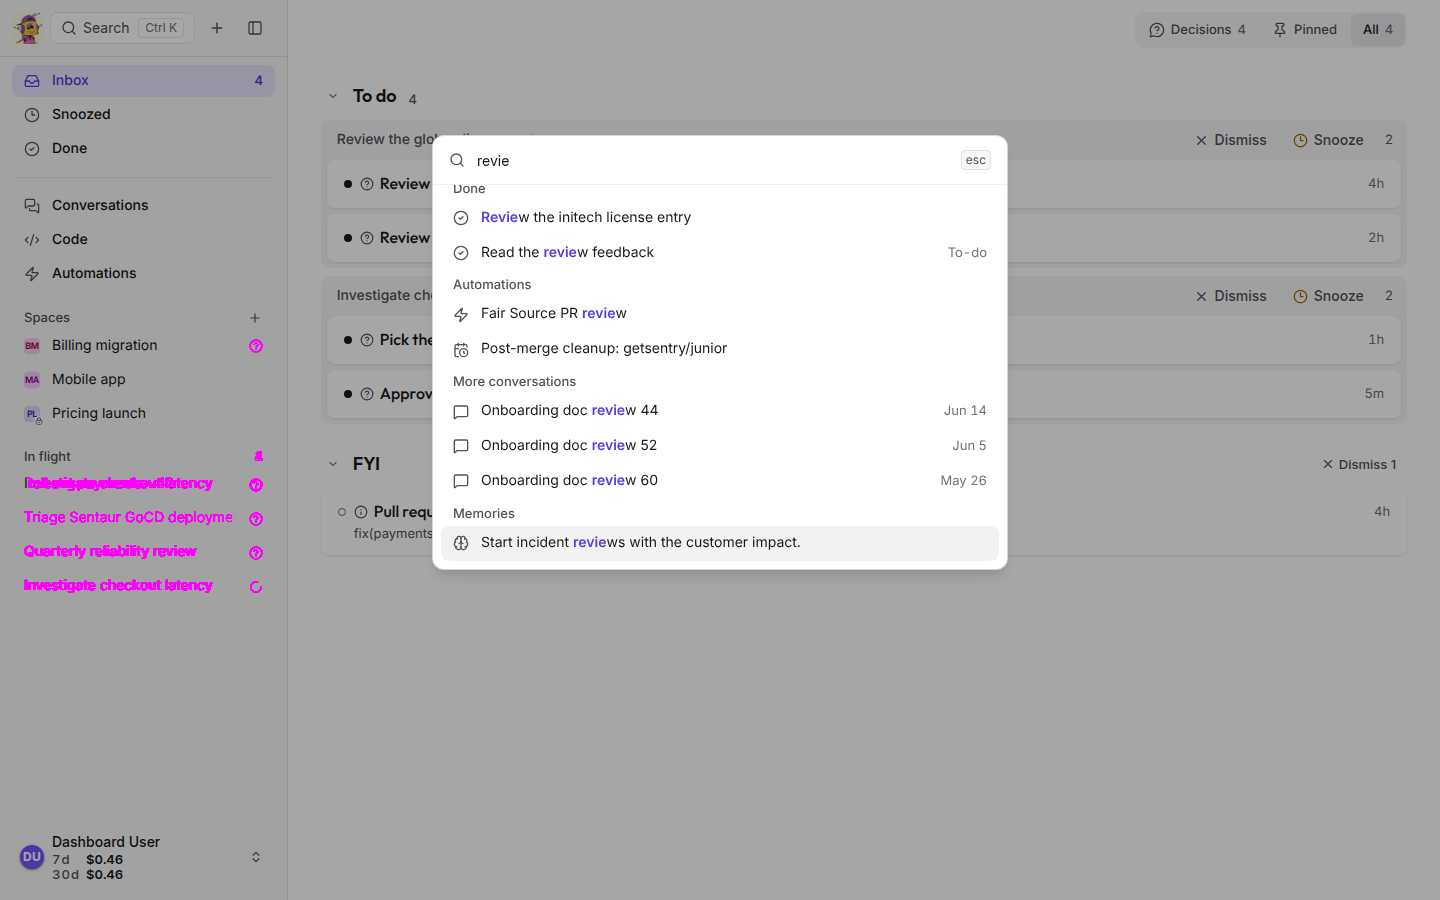 Search Ctrl K
Inbox 4
Snoozed
Done
Conversations
Code
Automations
Spaces
BM Billing migration
MA Mobile app
PL Pricing launch
In flight
Triage Sentaur GoCD deployme
Quarterly reliability review
Investigate checkout latency
DU Dashboard User
7d $0.46
30d $0.46
Decisions 4 Pinned All 4
To do 4
Review the Dismiss Snooze 2
Review 4h
Review 2h
Investigate Dismiss Snooze 2
Pick the 1h
5m
FYI Dismiss 1
Pull 4h
fix(payments
revie esc
Done
Review the initech license entry
Read the review feedback To-do
Automations
Fair Source PR review
Post-merge cleanup: getsentry/junior
More conversations
Onboarding doc review 44 Jun 14
Onboarding doc review 52 Jun 5
Onboarding doc review 60 May 26
Memories
Start incident reviews with the customer impact.